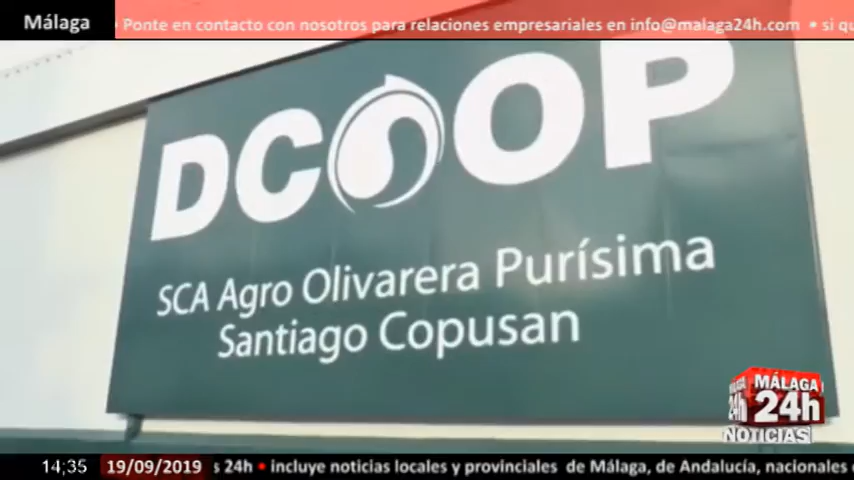 Málaga
• Ponte en contacto con nosotros para relaciones empresariales en info@malaga24h.com • si
DCOOP
SCA Agro Olivarera Purísima
Santiago Copusan
MÁLAGA
24h
NOTICIAS
14:35
19/09/2019
s 24h • incluye noticias locales y provinciales de Málaga, de Andalucía, nacionales